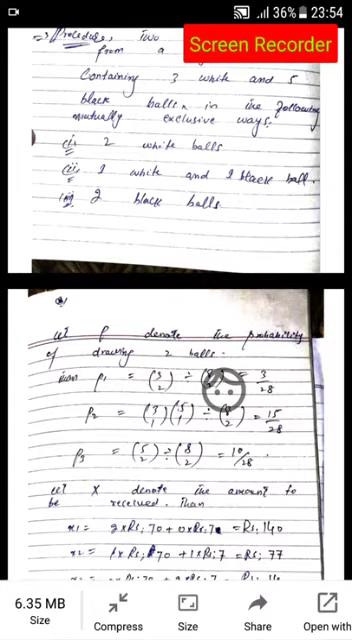 36% 23:54
Screen Recorder
=> Procedure, Two
from a
Containing 3 white and 5
black balls in the following
mutually exclusive ways.
(i) 2 white balls
(ii) 1 white and 1 black ball.
(iii) 2 black balls
let P denote the probability
of drawing 2 balls.
then P1 = (3 2) ÷ (8 2) = 3/28
P2 = (3 1)(5 1) ÷ (8 2) = 15/28
P3 = (5 2) ÷ (8 2) = 10/28.
let X denote the amount to
be received. Than
x1 = 2 x Rs; 70 + 0 x Rs; 7 = Rs; 140
x2 = 1 x Rs; 70 + 1 x Rs; 7 = Rs; 77
6.35 MB
Size
Compress
Size
Share
Open with